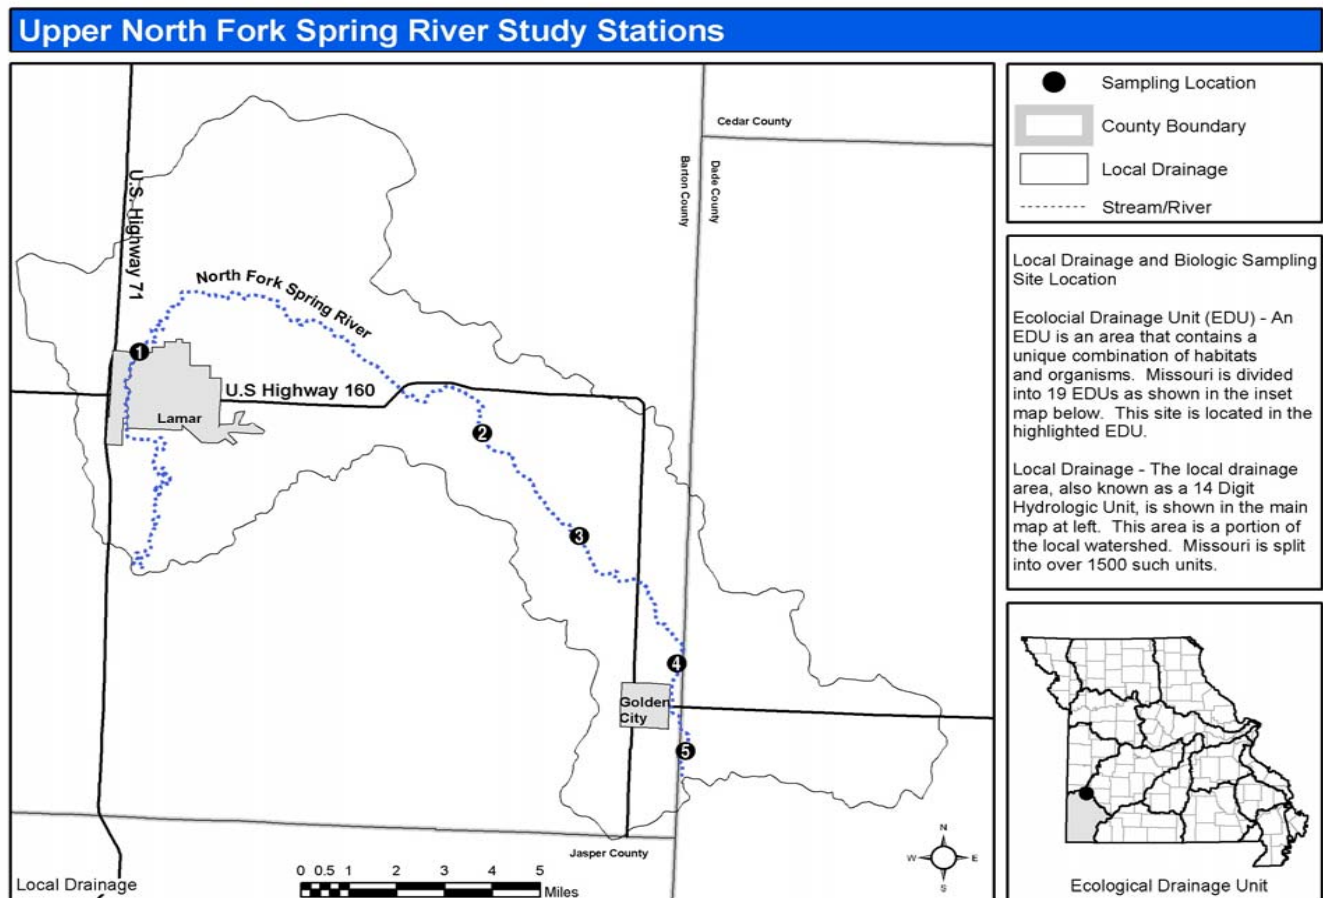 Upper North Fork Spring River Study Stations
Cedar County
Barton County
Dade County
U.S. Highway 71
North Fork Spring River
1
U.S Highway 160
Lamar
2
3
4
Golden
City
5
Jasper County
Local Drainage
0 0.5 1 2 3 4 5
Miles
N
W E
S
Sampling Location
County Boundary
Local Drainage
Stream/River
Local Drainage and Biologic Sampling
Site Location
Ecolocial Drainage Unit (EDU) - An
EDU is an area that contains a
unique combination of habitats
and organisms. Missouri is divided
into 19 EDUs as shown in the inset
map below. This site is located in the
highlighted EDU.
Local Drainage - The local drainage
area, also known as a 14 Digit
Hydrologic Unit, is shown in the main
map at left. This area is a portion of
the local watershed. Missouri is split
into over 1500 such units.
Ecological Drainage Unit